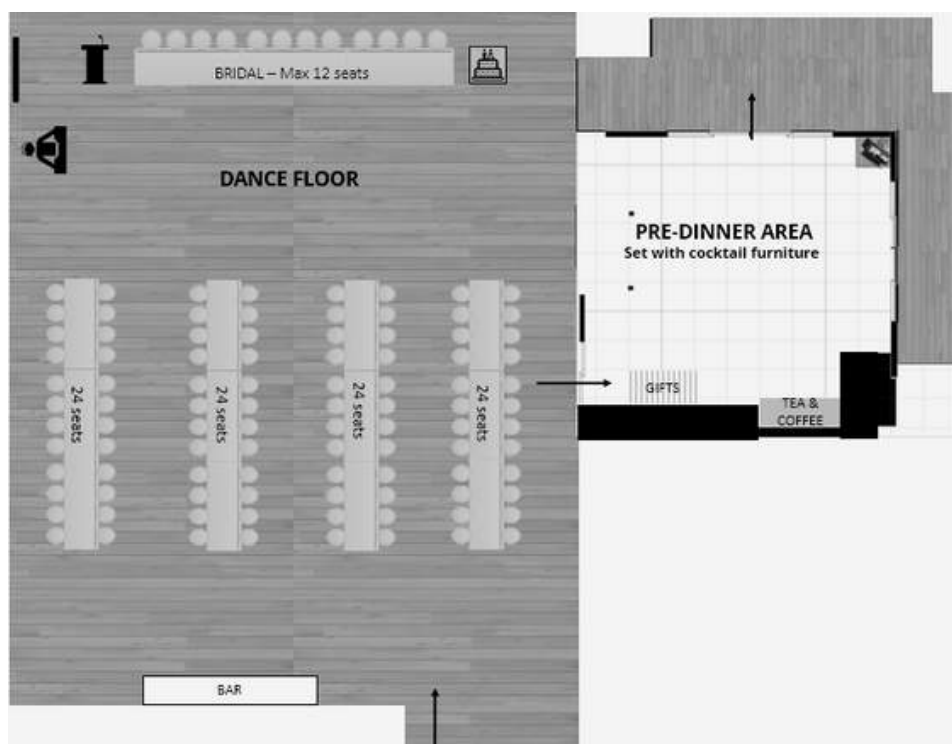 BRIDAL – Max 12 seats
DANCE FLOOR
PRE-DINNER AREA
Set with cocktail furniture
24 seats
24 seats
24 seats
24 seats
GIFTS
TEA &
COFFEE
BAR